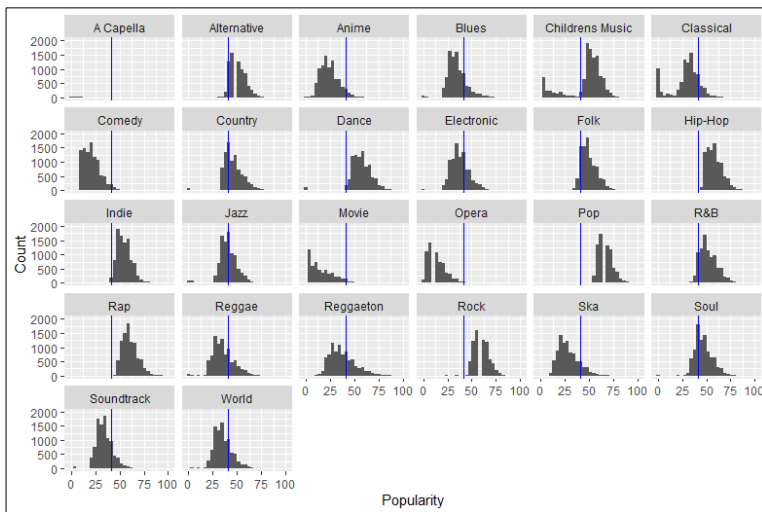 A Capella Alternative Anime Blues Childrens Music Classical
2000
1500
1000
500
0
Comedy Country Dance Electronic Folk Hip-Hop
2000
1500
1000
500
0
Indie Jazz Movie Opera Pop R&B
2000
1500
1000
500
0
Rap Reggae Reggaeton Rock Ska Soul
2000
1500
1000
500
0
0 25 50 75 100 0 25 50 75 100 0 25 50 75 100 0 25 50 75 100
Soundtrack World
2000
1500
1000
500
0
0 25 50 75 100 0 25 50 75 100
Count
Popularity